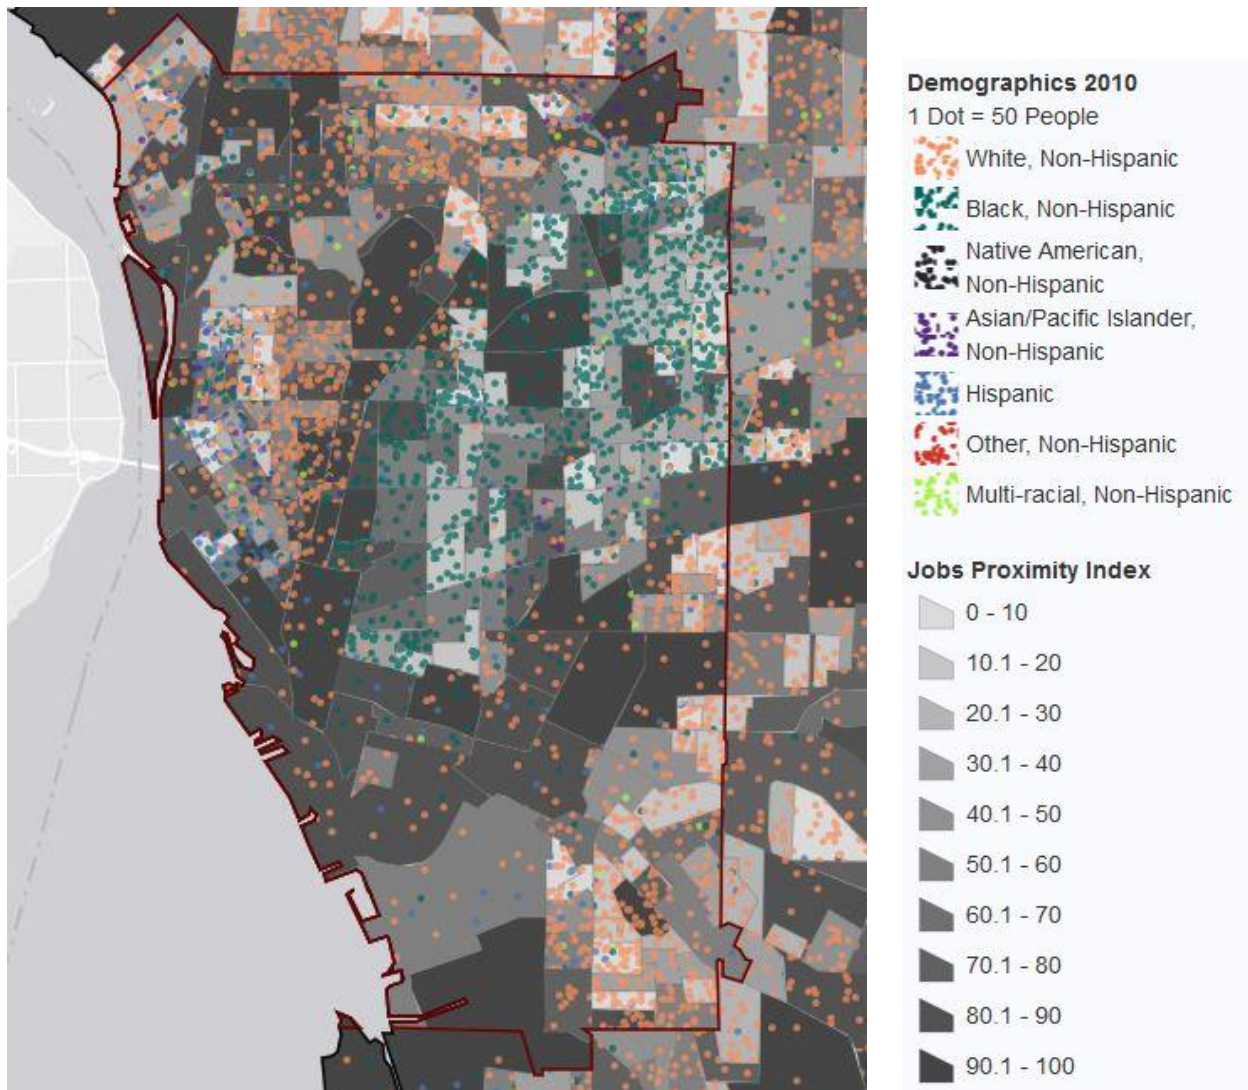 Demographics 2010
1 Dot = 50 People
White, Non-Hispanic
Black, Non-Hispanic
Native American,
Non-Hispanic
Asian/Pacific Islander,
Non-Hispanic
Hispanic
Other, Non-Hispanic
Multi-racial, Non-Hispanic
Jobs Proximity Index
0 - 10
10.1 - 20
20.1 - 30
30.1 - 40
40.1 - 50
50.1 - 60
60.1 - 70
70.1 - 80
80.1 - 90
90.1 - 100